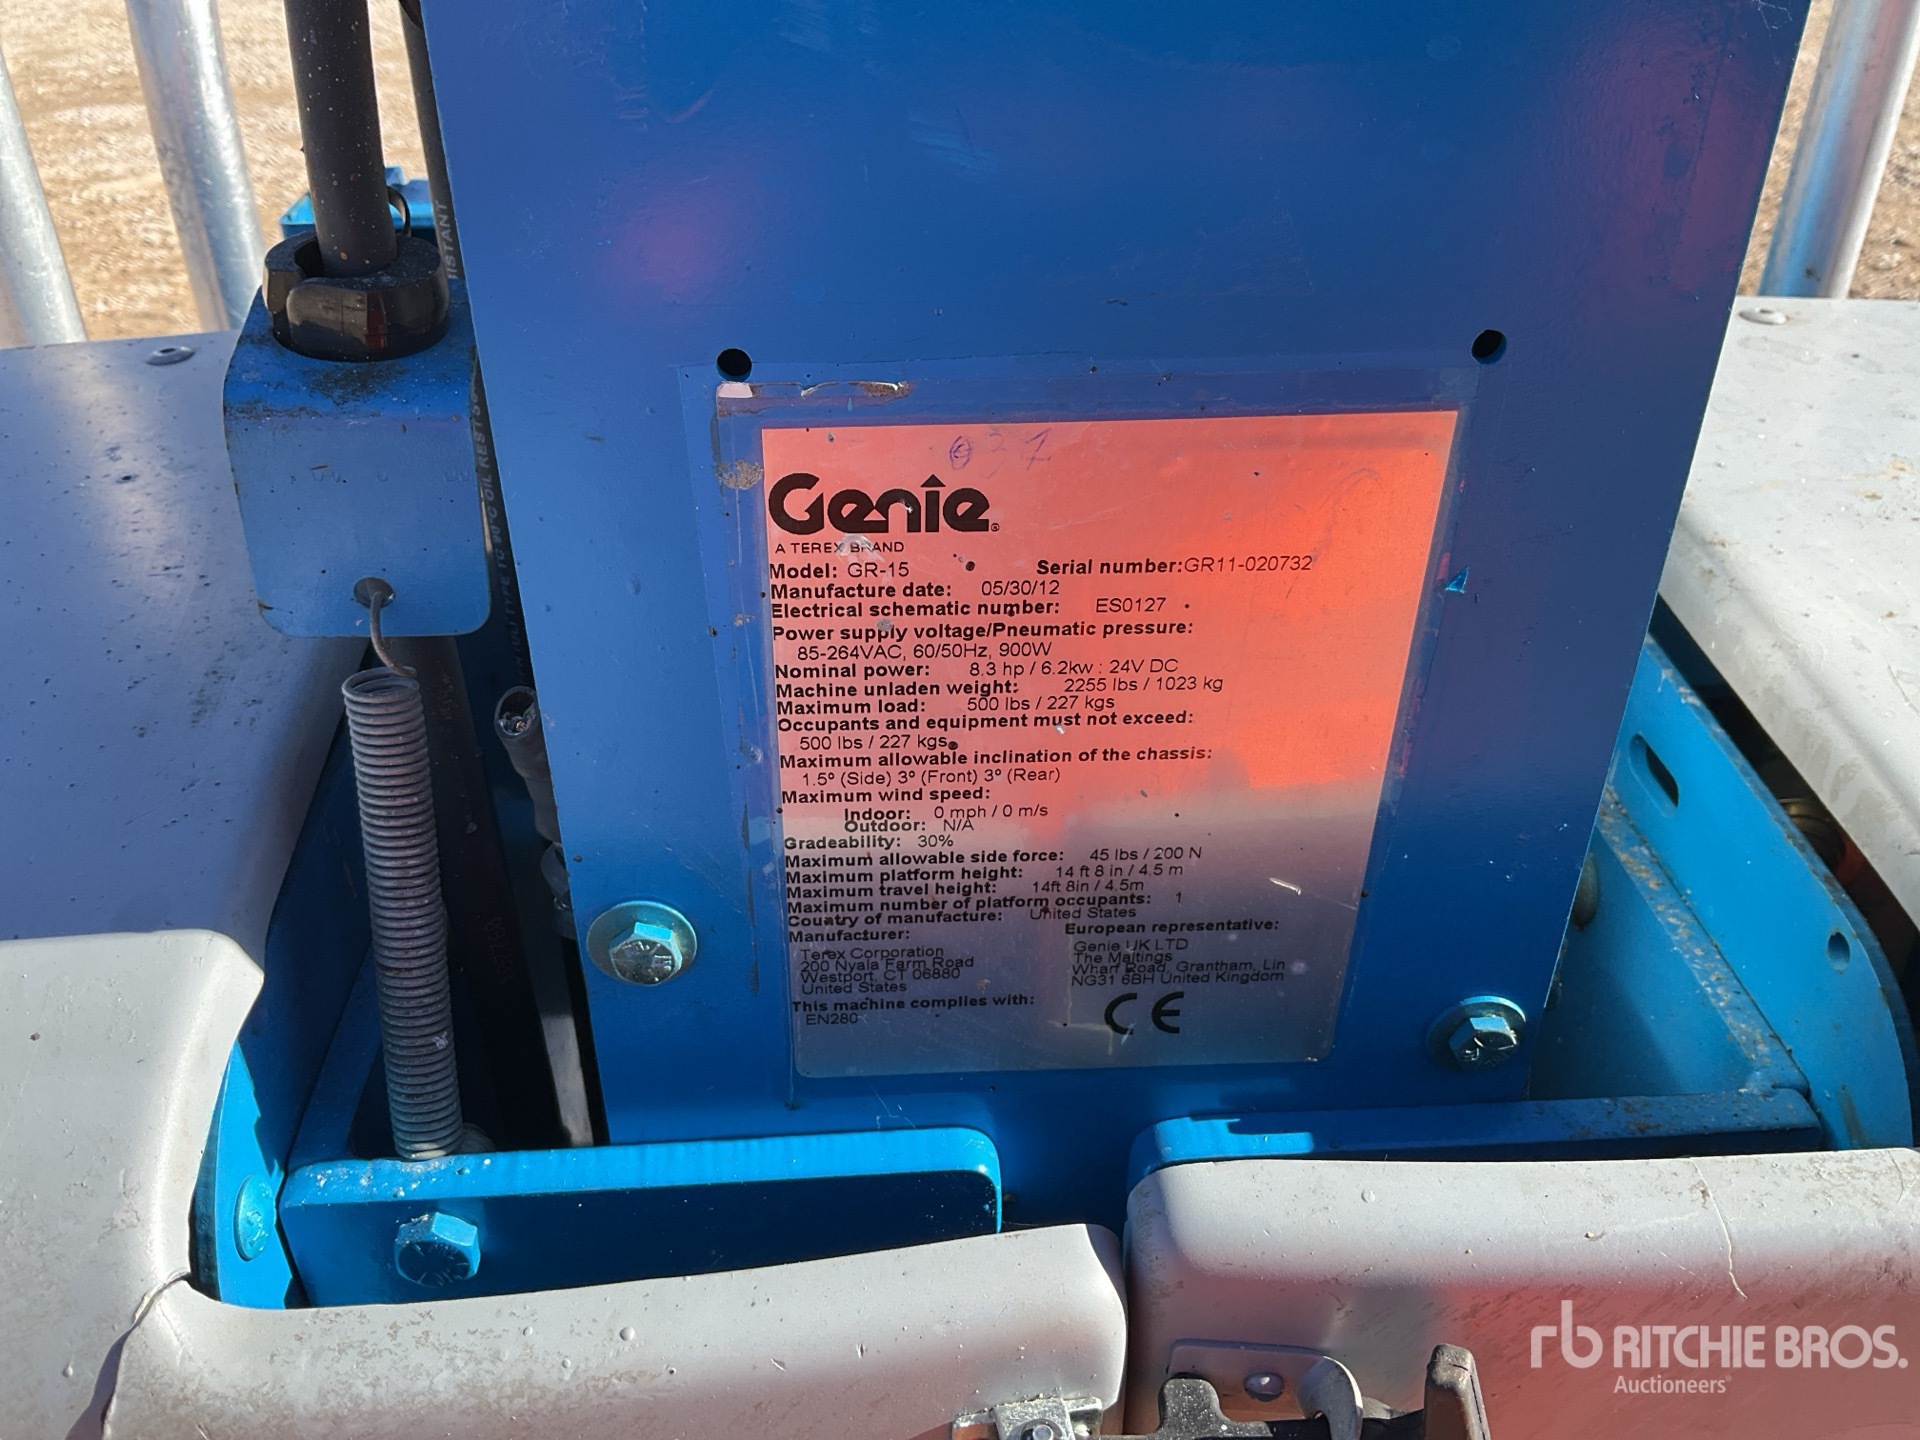 ISTANT
037
Genie®
A TEREX BRAND
Model: GR-15 Serial number:GR11-020732
Manufacture date: 05/30/12
Electrical schematic number: ES0127
Power supply voltage/Pneumatic pressure:
85-264VAC, 60/50Hz, 900W
Nominal power: 8.3 hp / 6.2kw : 24V DC
Machine unladen weight: 2255 lbs / 1023 kg
Maximum load: 500 lbs / 227 kgs
Occupants and equipment must not exceed:
500 lbs / 227 kgs
Maximum allowable inclination of the chassis:
1.5° (Side) 3° (Front) 3° (Rear)
Maximum wind speed:
Indoor: 0 mph / 0 m/s
Outdoor: N/A
Gradeability: 30%
Maximum allowable side force: 45 lbs / 200 N
Maximum platform height: 14 ft 8 in / 4.5 m
Maximum travel height: 14ft 8in / 4.5m
Maximum number of platform occupants: 1
Country of manufacture: United States
Manufacturer:
Terex Corporation
200 Nyala Farm Road
Westport, CT 06880
United States
European representative:
Genie UK LTD
The Maltings
Wharf Road, Grantham, Lin
NG31 6BH United Kingdom
This machine complies with:
EN280
CE
rb RITCHIE BROS.
Auctioneers